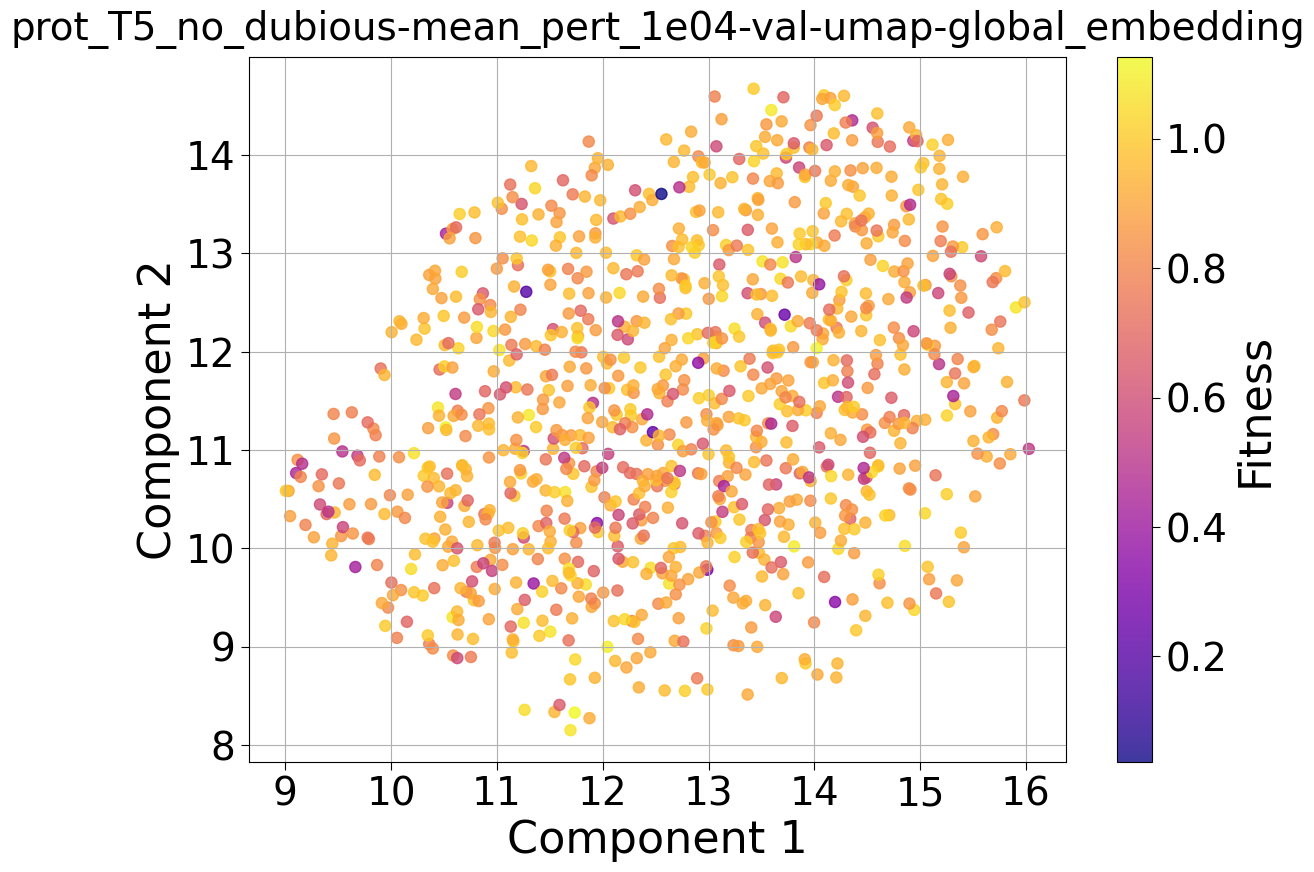 prot_T5_no_dubious-mean_pert_1e04-val-umap-global_embedding
14
13
12
11
10
9
8
Component 2
9 10 11 12 13 14 15 16
Component 1
1.0
0.8
0.6
0.4
0.2
Fitness